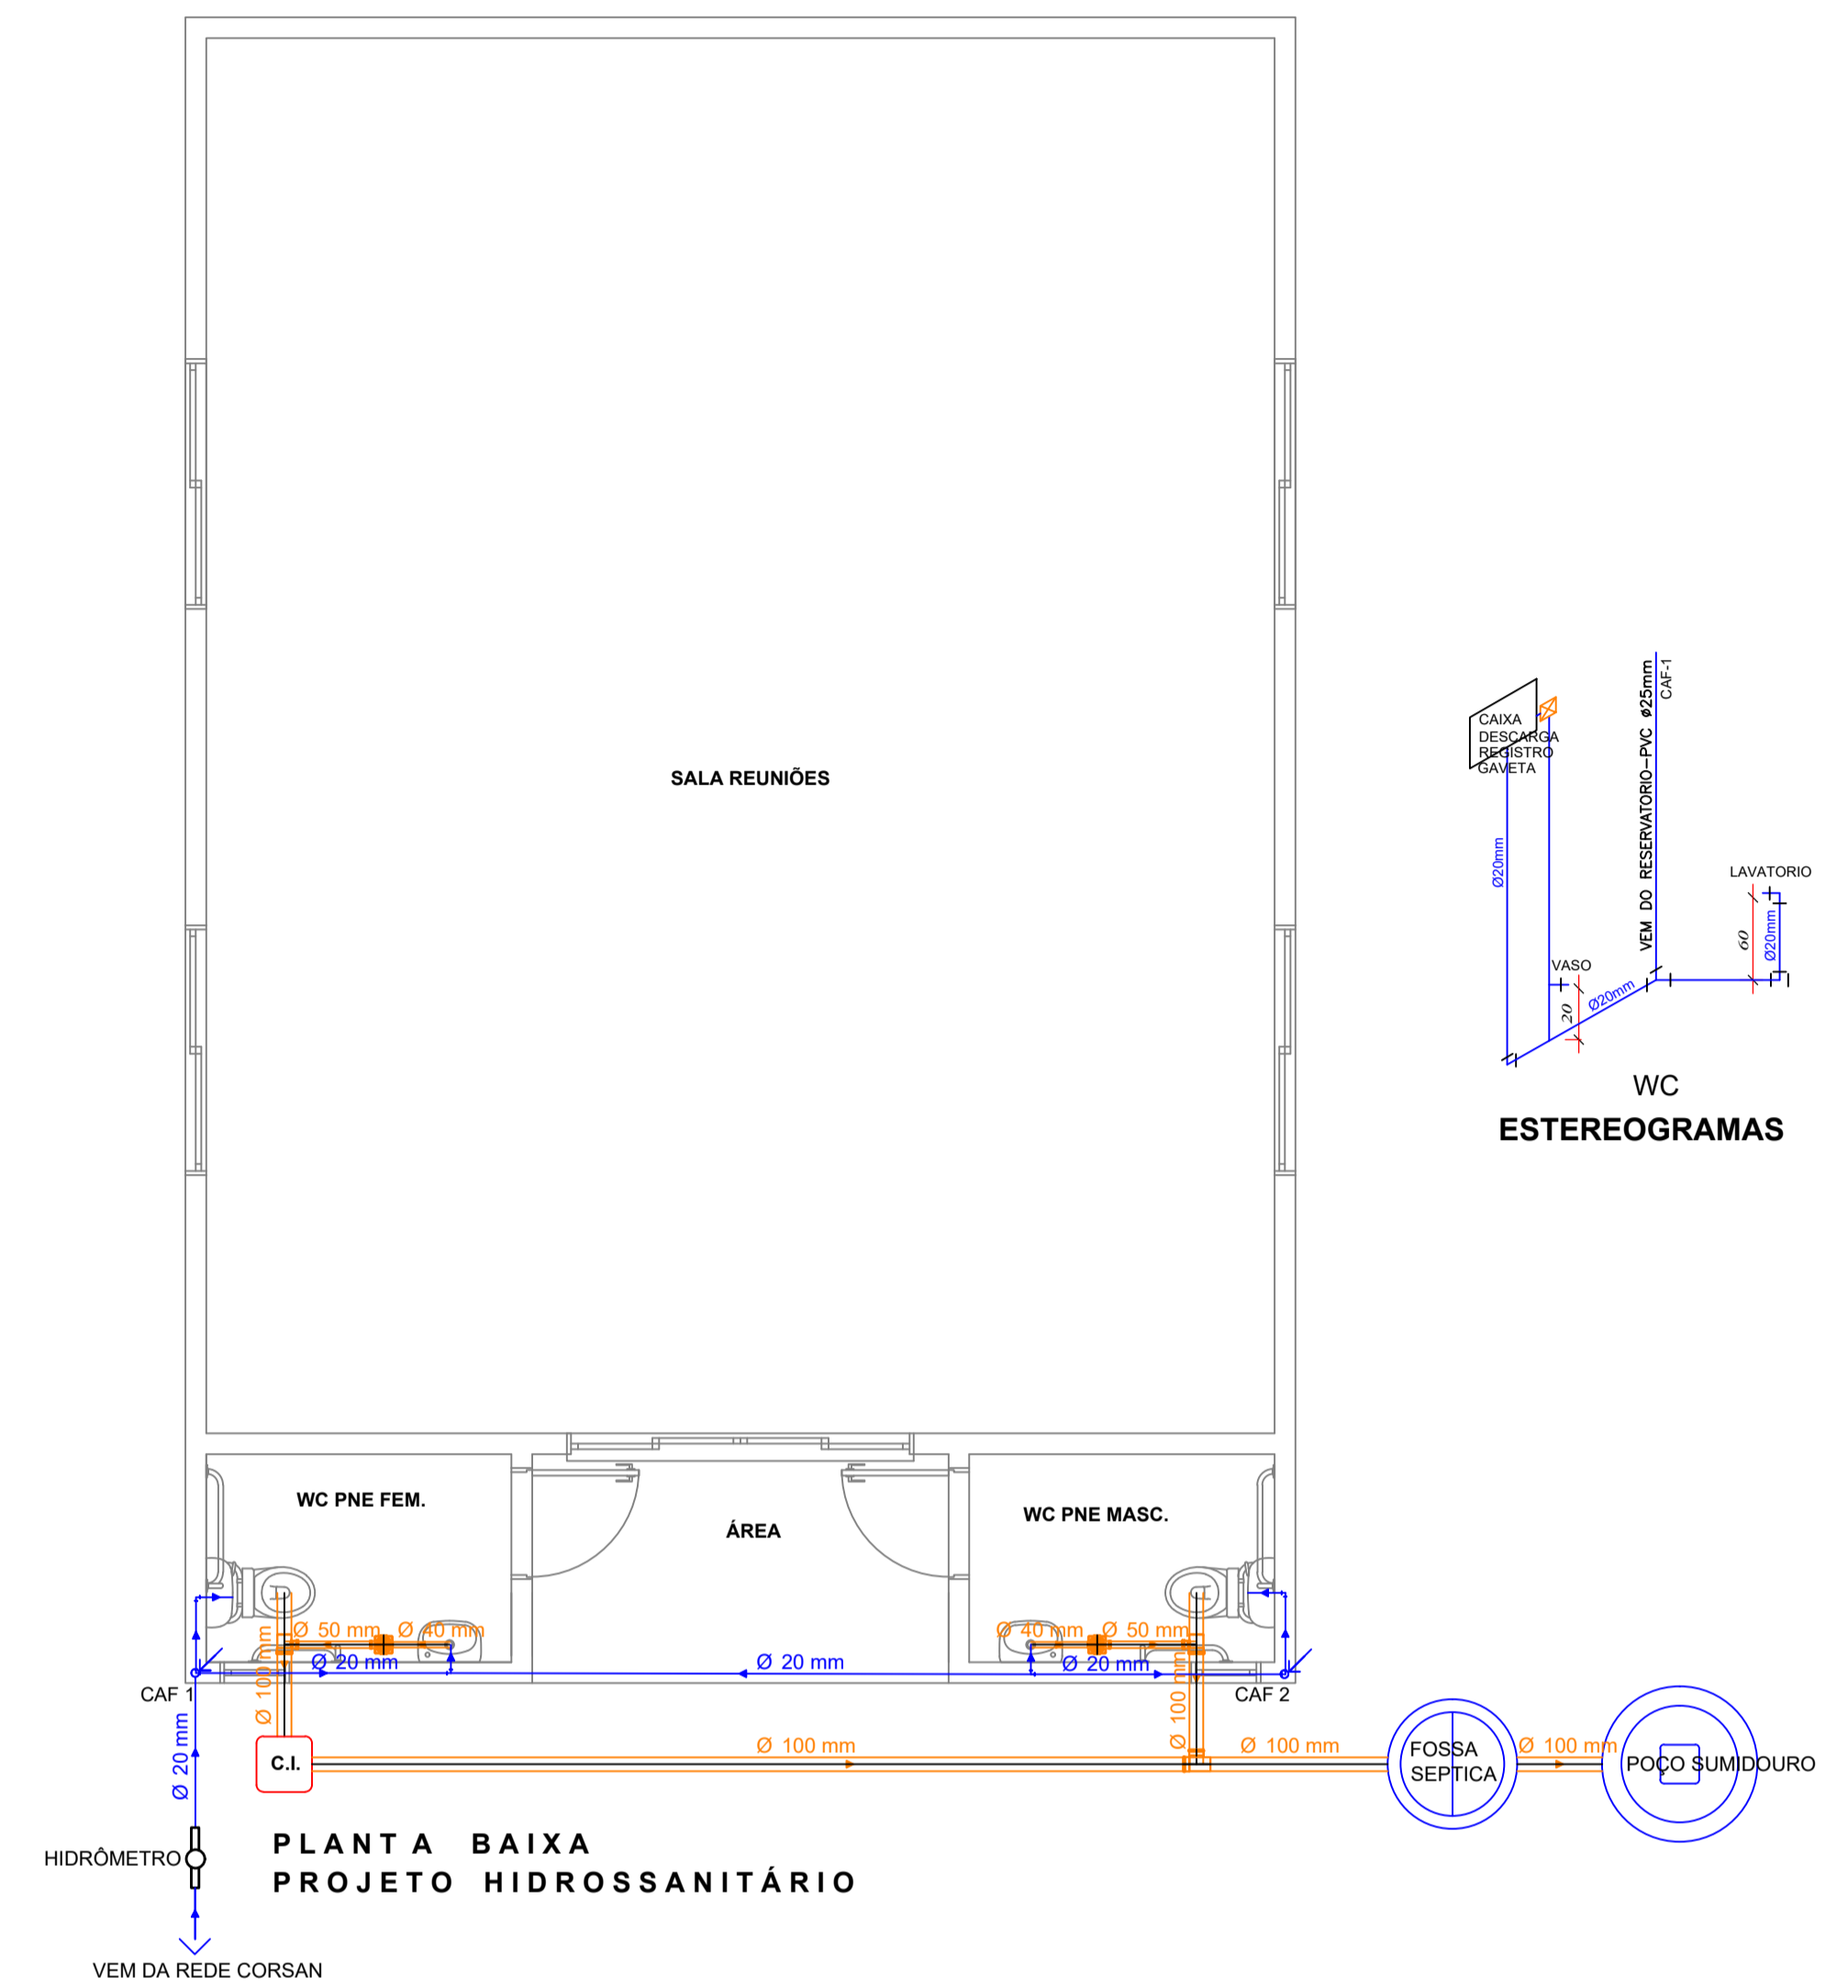 SALA REUNIÕES
CAIXA
DESCARGA
REGISTRO
GAVETA
Ø20mm
VEM DO RESERVATORIO-PVC ø25mm
CAF-1
LAVATORIO
60
Ø20mm
VASO
20
Ø20mm
WC
ESTEREOGRAMAS
WC PNE FEM.
ÁREA
WC PNE MASC.
Ø 50 mm
Ø 40 mm
Ø 40 mm
Ø 50 mm
Ø 20 mm
Ø 20 mm
Ø 20 mm
CAF 1
Ø 100 mm
Ø 100 mm
CAF 2
Ø 20 mm
C.I.
Ø 100 mm
Ø 100 mm
FOSSA
SEPTICA
Ø 100 mm
POÇO SUMIDOURO
HIDRÔMETRO
PLANTA BAIXA
PROJETO HIDROSSANITÁRIO
VEM DA REDE CORSAN